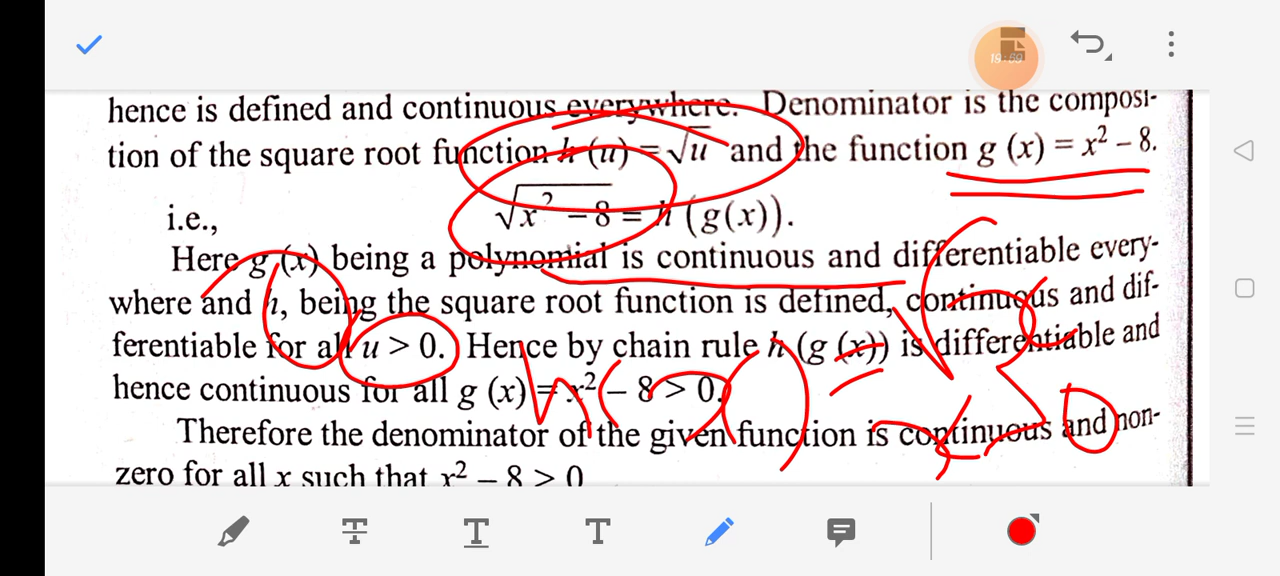 19:59
hence is defined and continuous everywhere. Denominator is the composi-
tion of the square root function h (u) = √u and the function g (x) = x² – 8.
i.e., √x² – 8 = h (g(x)).
Here g (x) being a polynomial is continuous and differentiable every-
where and h, being the square root function is defined, continuous and dif-
ferentiable for all u > 0. Hence by chain rule h (g (x)) is differentiable and
hence continuous for all g (x) = x² – 8 > 0.
Therefore the denominator of the given function is continuous and non-
zero for all x such that x² – 8 > 0
T T T